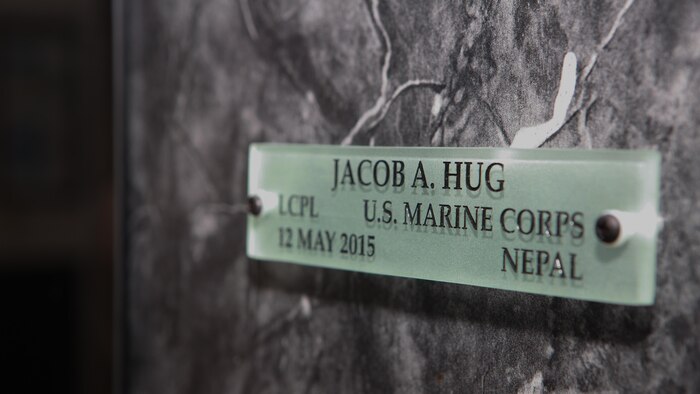 JACOB A. HUG
LCPL U.S. MARINE CORPS
12 MAY 2015 NEPAL